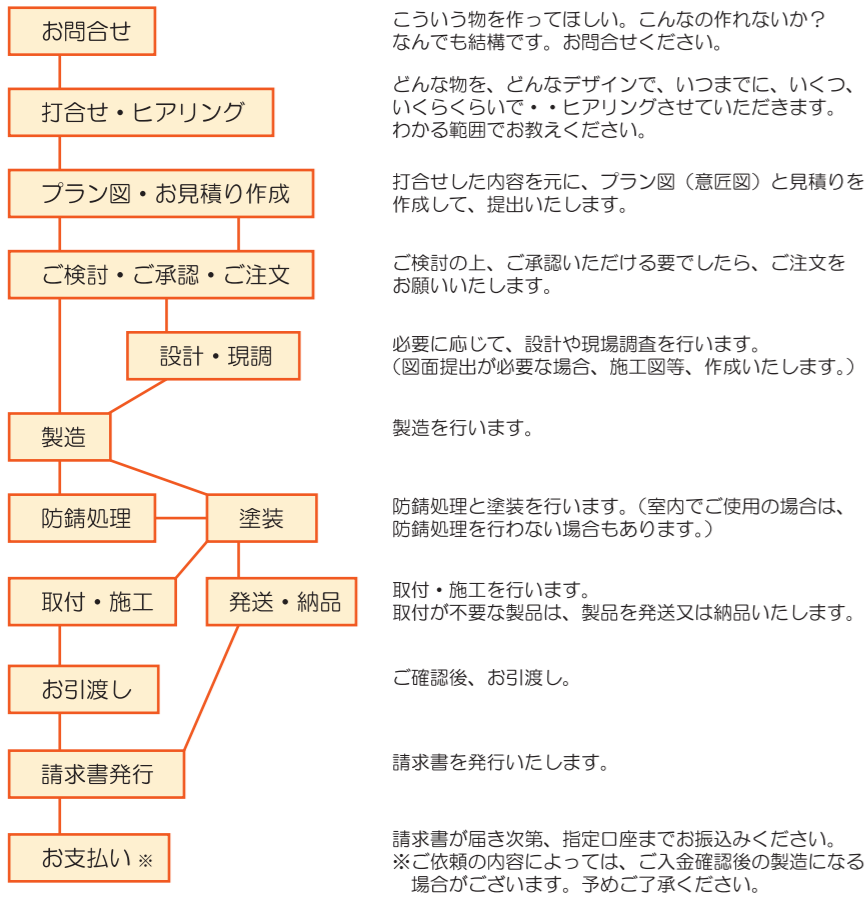 お問合せ
こういう物を作ってほしい。こんなの作れないか？
なんでも結構です。お問合せください。
打合せ・ヒアリング
どんな物を、どんなデザインで、いつまでに、いくつ、
いくらくらいで・・ヒアリングさせていただきます。
わかる範囲でお教えください。
プラン図・お見積り作成
打合せした内容を元に、プラン図（意匠図）と見積りを
作成して、提出いたします。
ご検討・ご承認・ご注文
ご検討の上、ご承認いただける要でしたら、ご注文を
お願いいたします。
設計・現調
必要に応じて、設計や現場調査を行います。
（図面提出が必要な場合、施工図等、作成いたします。）
製造
製造を行います。
防錆処理
塗装
防錆処理と塗装を行います。（室内でご使用の場合は、
防錆処理を行わない場合もあります。）
取付・施工
発送・納品
取付・施工を行います。
取付が不要な製品は、製品を発送又は納品いたします。
お引渡し
ご確認後、お引渡し。
請求書発行
請求書を発行いたします。
お支払い※
請求書が届き次第、指定口座までお振込みください。
※ご依頼の内容によっては、ご入金確認後の製造になる
場合がございます。予めご了承ください。